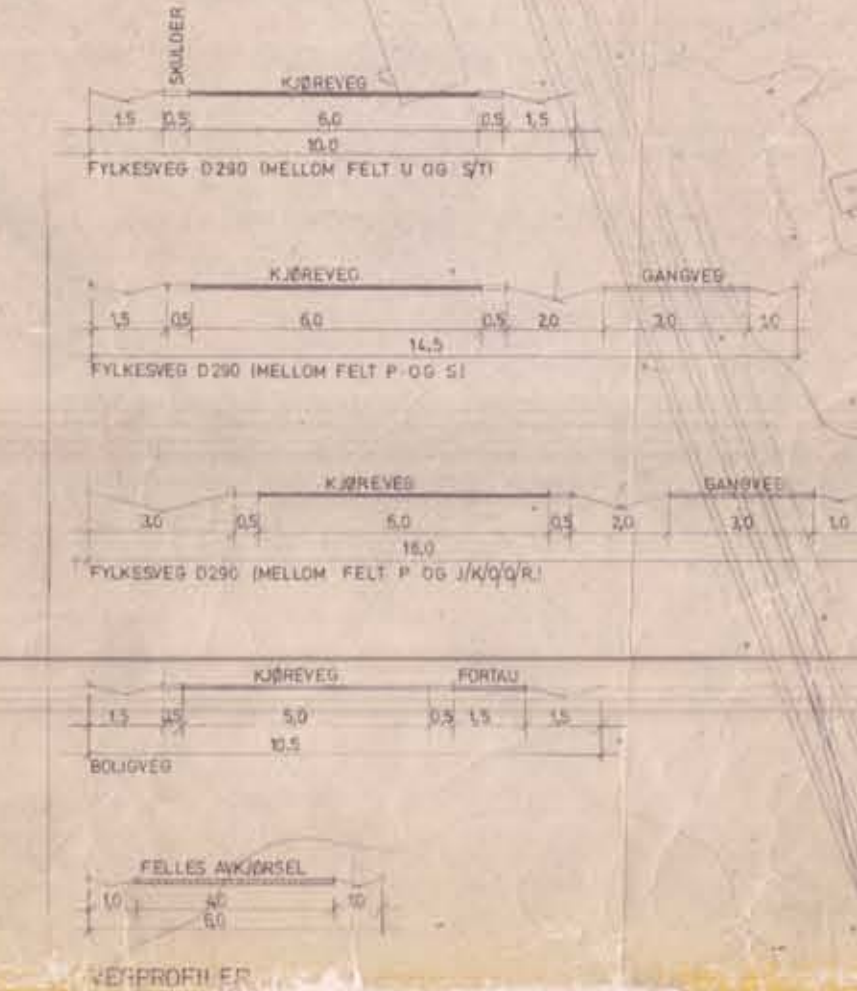 SKULDER
KJØREVEG
1,5 0,5 6,0 0,5 1,5
10,0
FYLKESVEG D290 (MELLOM FELT U OG S/T)
KJØREVEG GANGVEG
1,5 0,5 6,0 0,5 2,0 3,0 1,0
14,5
FYLKESVEG D290 (MELLOM FELT P OG S)
KJØREVEG GANGVEG
3,0 0,5 6,0 0,5 2,0 3,0 1,0
16,0
FYLKESVEG D290 (MELLOM FELT P OG
KJØREVEG FORTAU
1,5 0,5 5,0 0,5 1,5 1,5
10,5
BOLIGVEG
FELLES AVKJØRSEL
1,0 4,0 1,0
6,0
VEGPROFILER